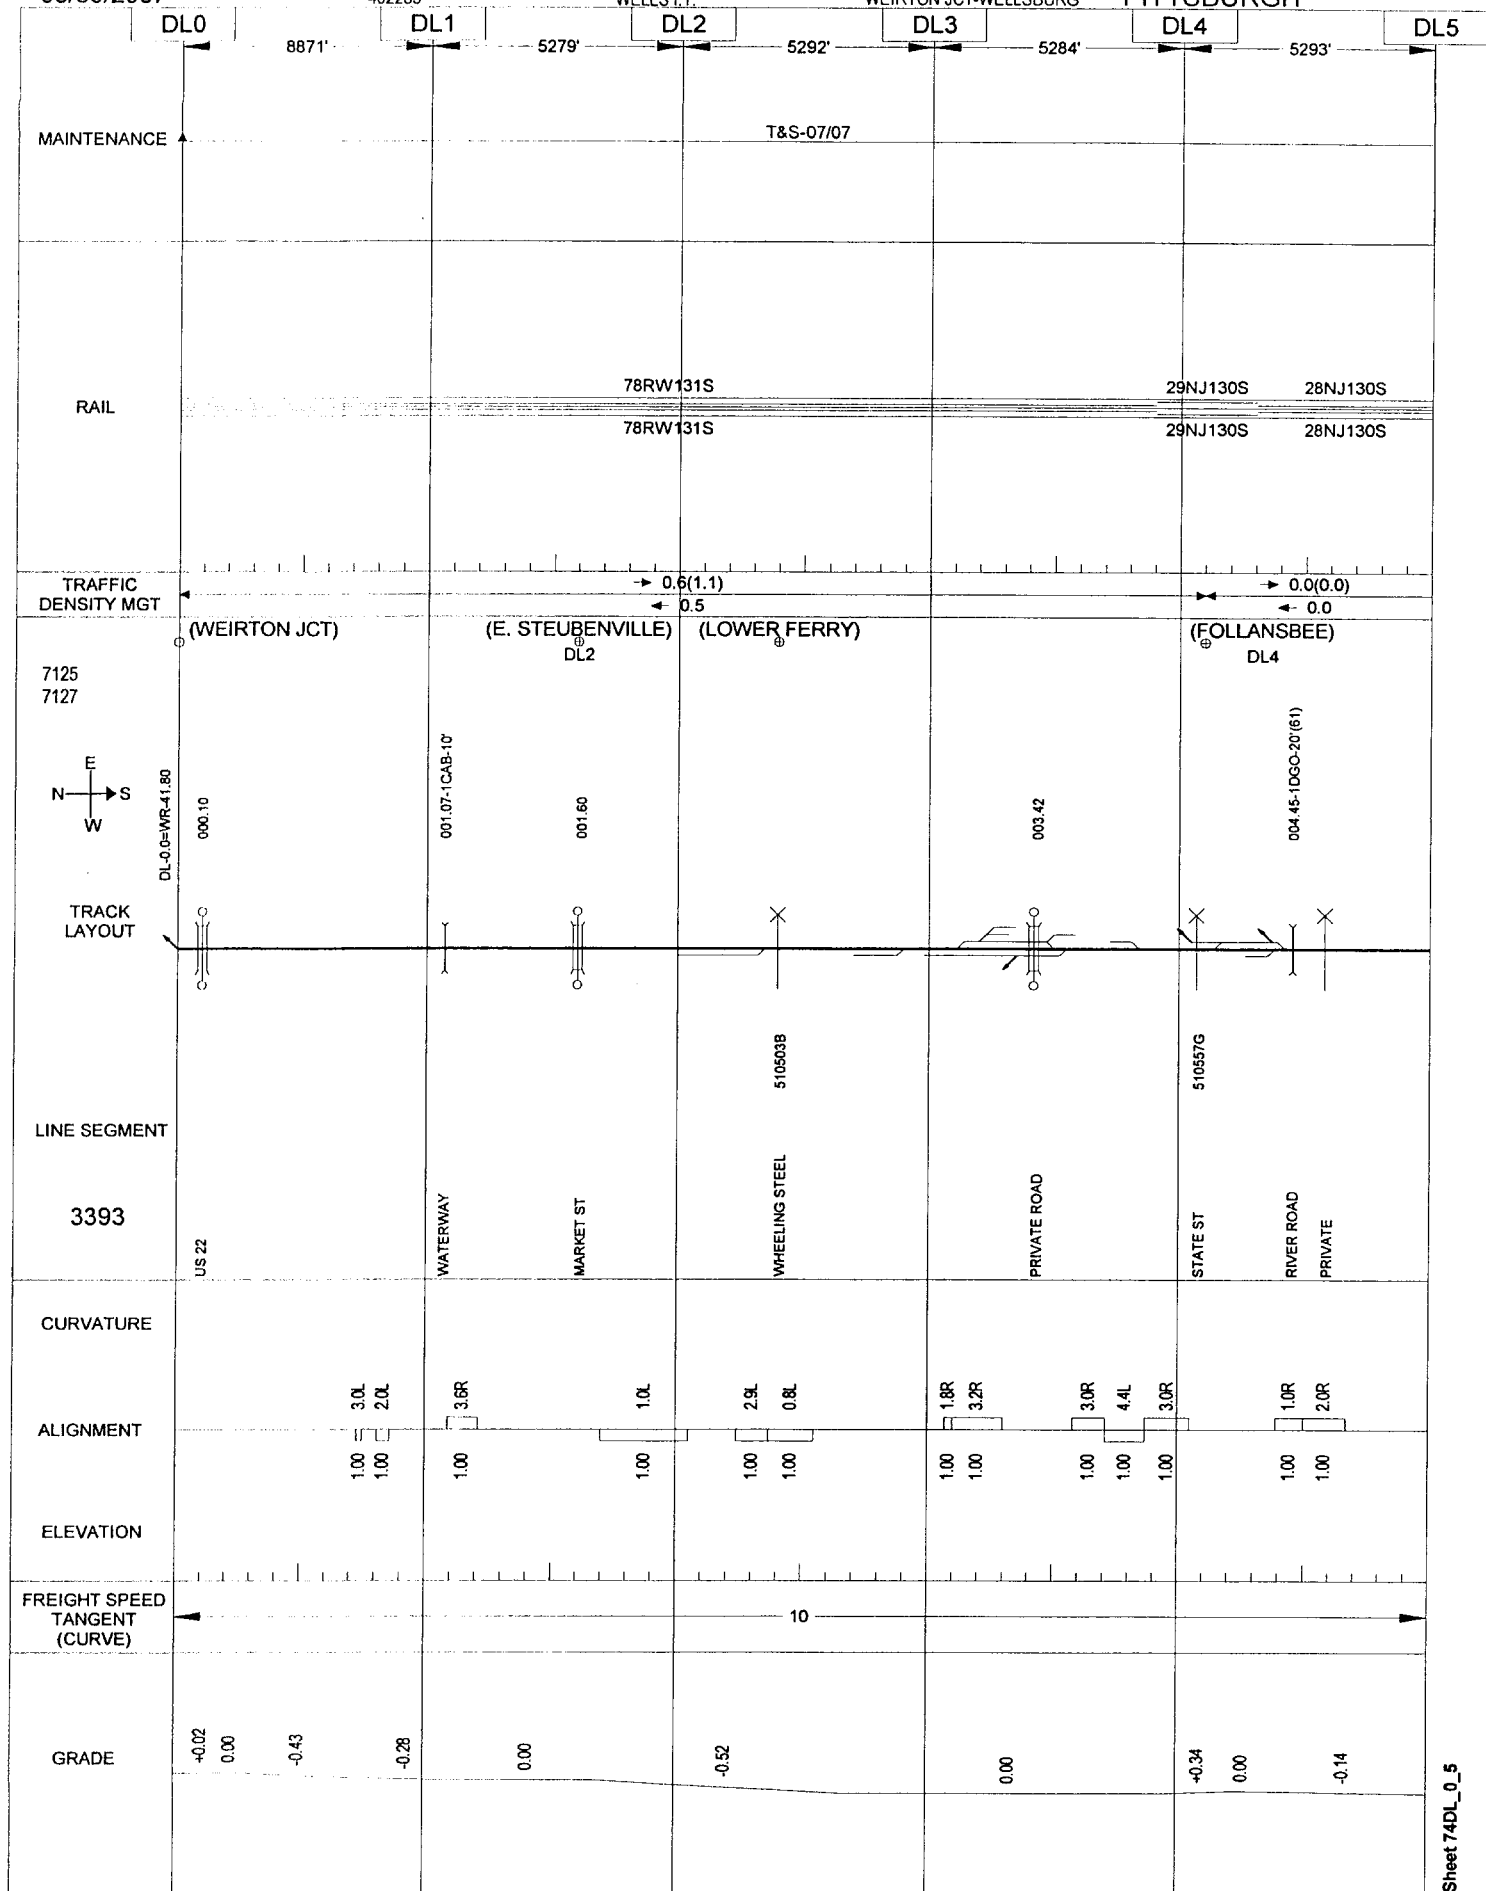 WEIRTON JCT-WELLSBURG
PITTSBURGH
DL0 DL1 DL2 DL3 DL4 DL5
8871' 5279' 5292' 5284' 5293'
MAINTENANCE
T&S-07/07
RAIL
78RW131S 29NJ130S 28NJ130S
78RW131S 29NJ130S 28NJ130S
TRAFFIC
DENSITY MGT
0.6(1.1) 0.0(0.0)
0.5 0.0
(WEIRTON JCT) (E. STEUBENVILLE) (LOWER FERRY) (FOLLANSBEE)
DL2 DL4
7125
7127
E
N S
W
DL-0.0=WR-41.80
000.10
001.07-1CAB-10'
001.60
003.42
004.45-1DGO-20'(61)
TRACK
LAYOUT
510503B
510557G
LINE SEGMENT
3393
US 22
WATERWAY
MARKET ST
WHEELING STEEL
PRIVATE ROAD
STATE ST
RIVER ROAD
PRIVATE
CURVATURE
3.0L 2.0L 3.6R 1.0L 2.9L 0.8L 1.8R 3.2R 3.0R 4.4L 3.0R 1.0R 2.0R
ALIGNMENT
1.00 1.00 1.00 1.00 1.00 1.00 1.00 1.00 1.00 1.00 1.00 1.00 1.00
ELEVATION
FREIGHT SPEED
TANGENT
(CURVE)
10
GRADE
+0.02 0.00 -0.43 -0.28 0.00 -0.52 0.00 +0.34 0.00 -0.14
Sheet 74DL_0_5